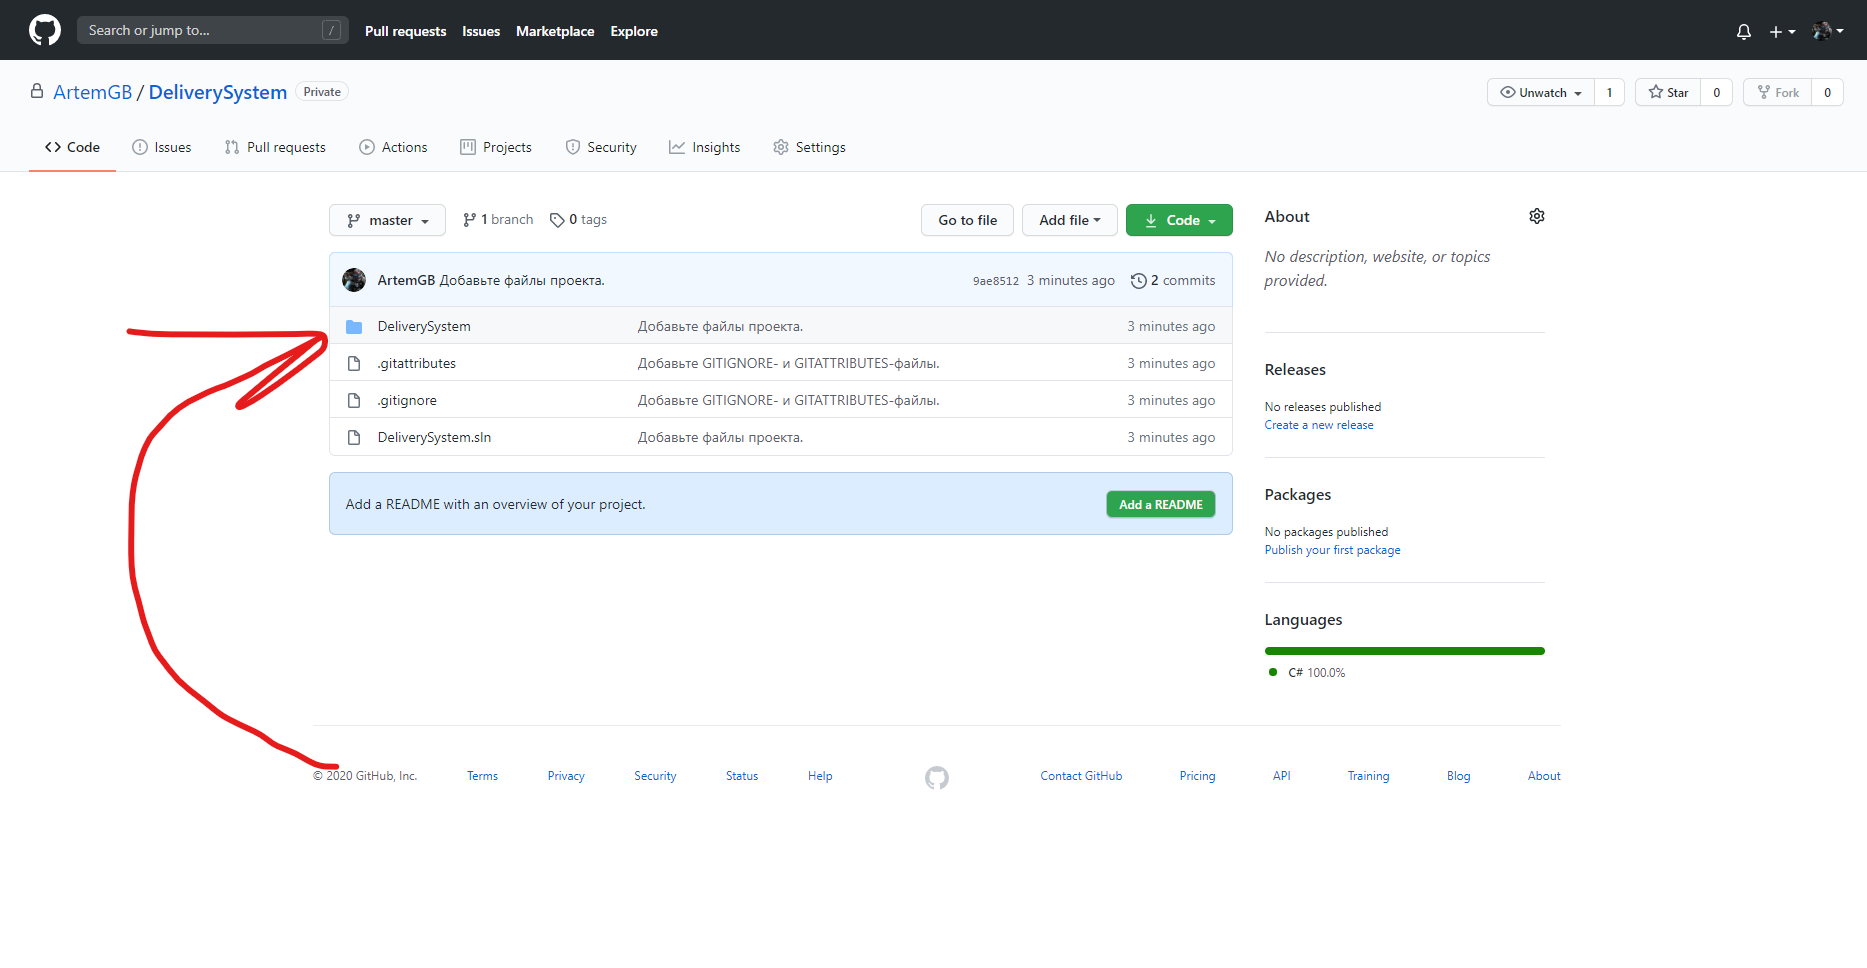 Search or jump to... /
Pull requests Issues Marketplace Explore
ArtemGB / DeliverySystem Private
Unwatch 1 Star 0 Fork 0
Code Issues Pull requests Actions Projects Security Insights Settings
master 1 branch 0 tags Go to file Add file Code
ArtemGB Добавьте файлы проекта. 9ae8512 3 minutes ago 2 commits
DeliverySystem Добавьте файлы проекта. 3 minutes ago
.gitattributes Добавьте GITIGNORE- и GITATTRIBUTES-файлы. 3 minutes ago
.gitignore Добавьте GITIGNORE- и GITATTRIBUTES-файлы. 3 minutes ago
DeliverySystem.sln Добавьте файлы проекта. 3 minutes ago
Add a README with an overview of your project. Add a README
About
No description, website, or topics
provided.
Releases
No releases published
Create a new release
Packages
No packages published
Publish your first package
Languages
C# 100.0%
© 2020 GitHub, Inc. Terms Privacy Security Status Help Contact GitHub Pricing API Training Blog About